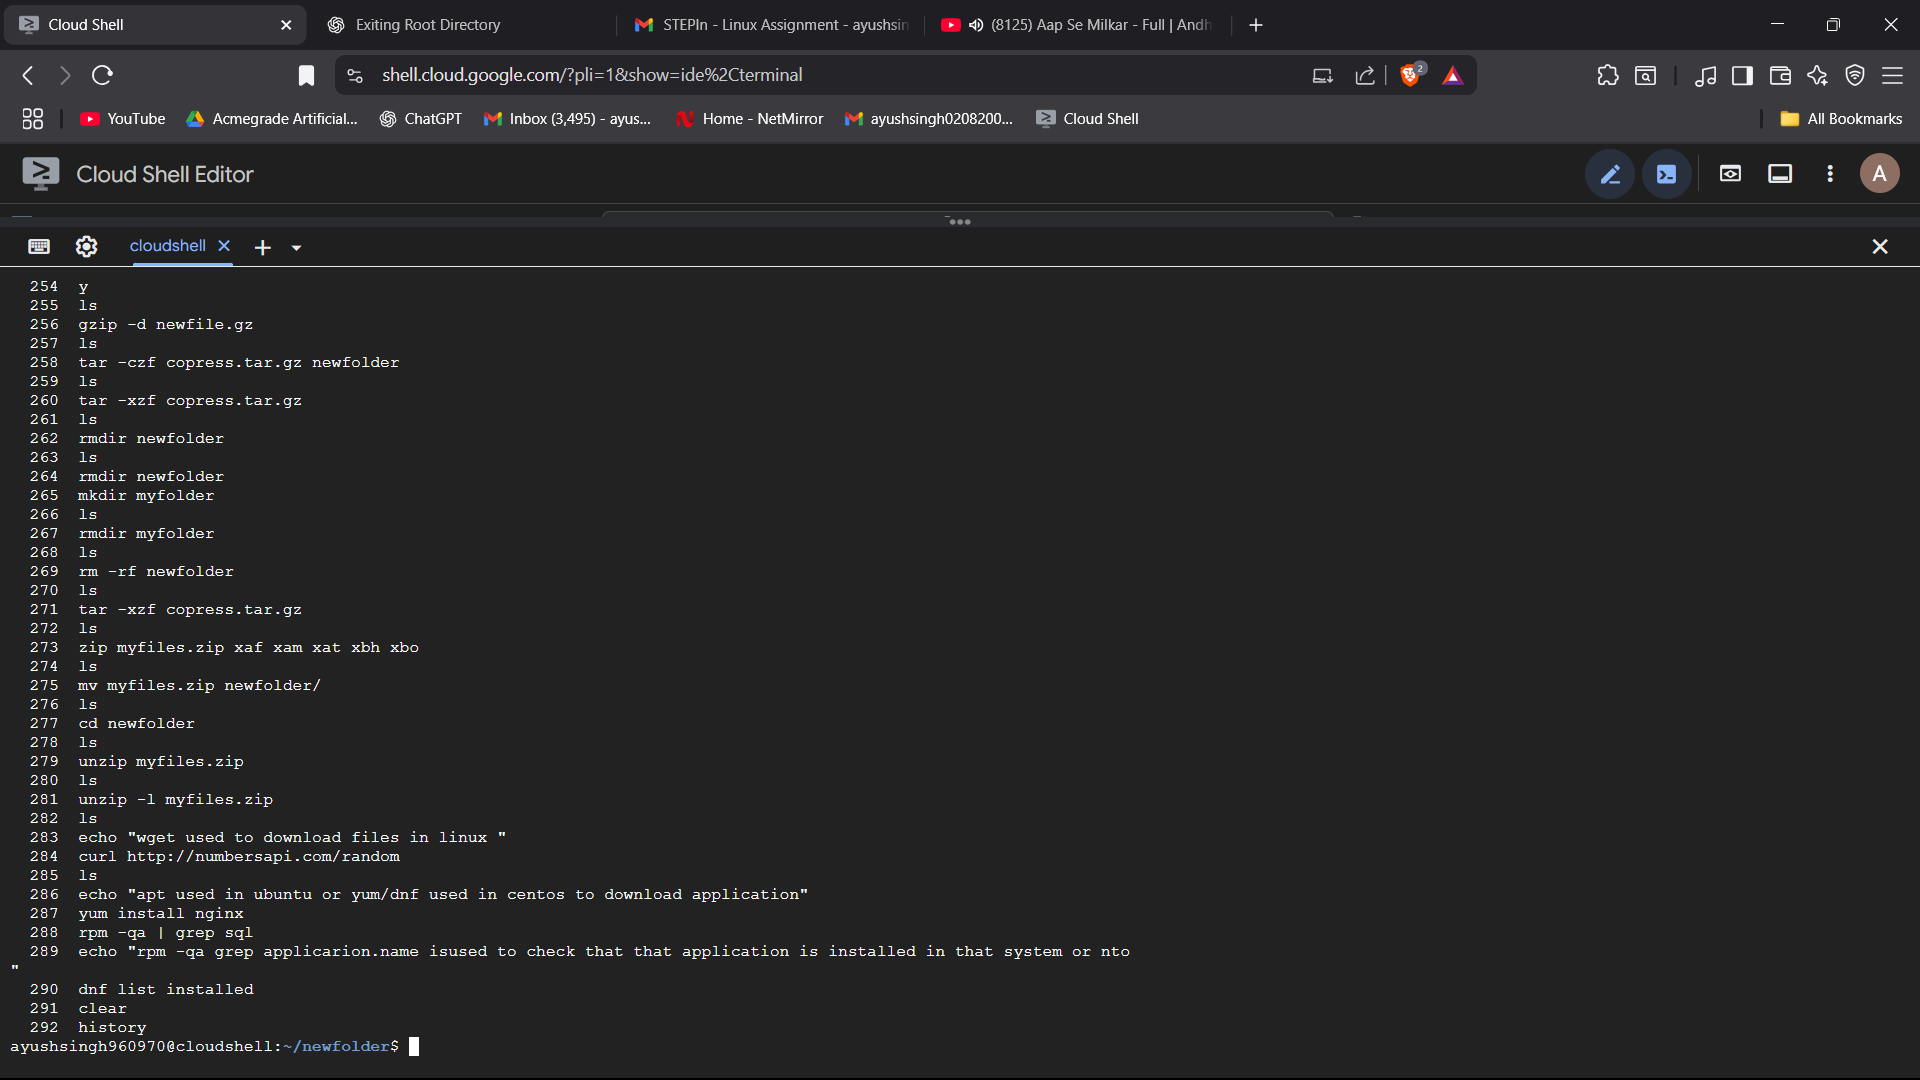 Cloud Shell
Exiting Root Directory
STEPIn - Linux Assignment - ayushsin
(8125) Aap Se Milkar - Full | Andh
shell.cloud.google.com/?pli=1&show=ide%2Cterminal
2
YouTube
Acmegrade Artificial...
ChatGPT
Inbox (3,495) - ayus...
Home - NetMirror
ayushsingh0208200...
Cloud Shell
All Bookmarks
Cloud Shell Editor
A
cloudshell
254 y
255 ls
256 gzip -d newfile.gz
257 ls
258 tar -czf copress.tar.gz newfolder
259 ls
260 tar -xzf copress.tar.gz
261 ls
262 rmdir newfolder
263 ls
264 rmdir newfolder
265 mkdir myfolder
266 ls
267 rmdir myfolder
268 ls
269 rm -rf newfolder
270 ls
271 tar -xzf copress.tar.gz
272 ls
273 zip myfiles.zip xaf xam xat xbh xbo
274 ls
275 mv myfiles.zip newfolder/
276 ls
277 cd newfolder
278 ls
279 unzip myfiles.zip
280 ls
281 unzip -l myfiles.zip
282 ls
283 echo "wget used to download files in linux "
284 curl http://numbersapi.com/random
285 ls
286 echo "apt used in ubuntu or yum/dnf used in centos to download application"
287 yum install nginx
288 rpm -qa | grep sql
289 echo "rpm -qa grep applicarion.name isused to check that that application is installed in that system or nto
"
290 dnf list installed
291 clear
292 history
ayushsingh960970@cloudshell:~/newfolder$